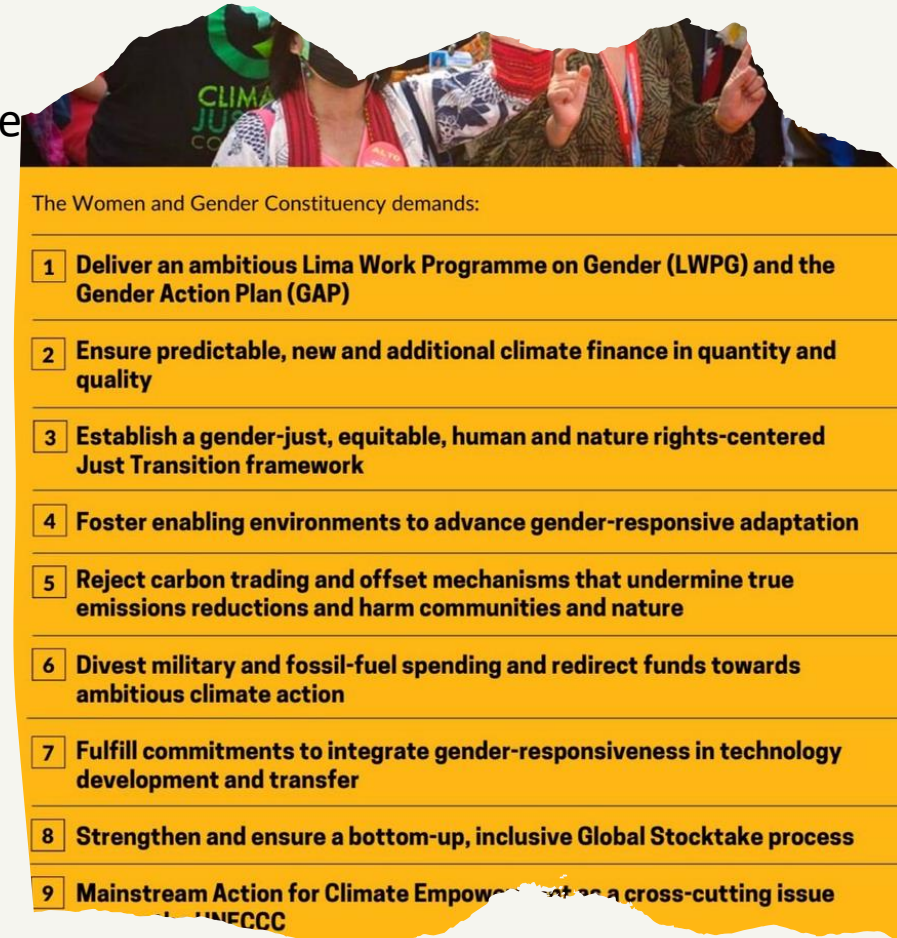 e
CLIMA
JUS
CO
ALTO
The Women and Gender Constituency demands:
1 Deliver an ambitious Lima Work Programme on Gender (LWPG) and the
Gender Action Plan (GAP)
2 Ensure predictable, new and additional climate finance in quantity and
quality
3 Establish a gender-just, equitable, human and nature rights-centered
Just Transition framework
4 Foster enabling environments to advance gender-responsive adaptation
5 Reject carbon trading and offset mechanisms that undermine true
emissions reductions and harm communities and nature
6 Divest military and fossil-fuel spending and redirect funds towards
ambitious climate action
7 Fulfill commitments to integrate gender-responsiveness in technology
development and transfer
8 Strengthen and ensure a bottom-up, inclusive Global Stocktake process
9 Mainstream Action for Climate as a cross-cutting issue
UNFCCC